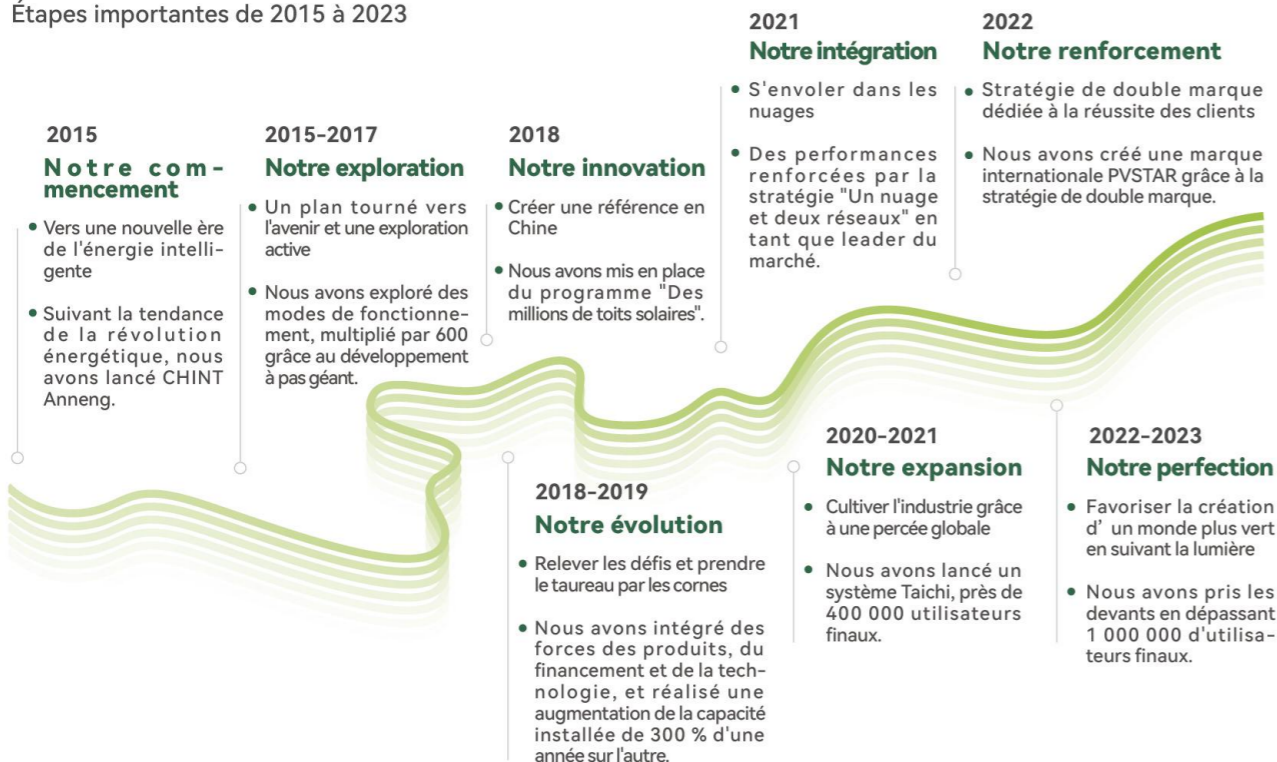 Étapes importantes de 2015 à 2023
2015
Notre com-
mencement
Vers une nouvelle ère
de l'énergie intelli-
gente
Suivant la tendance
de la révolution
énergétique, nous
avons lancé CHINT
Anneng.
2015-2017
Notre exploration
Un plan tourné vers
l'avenir et une exploration
active
Nous avons exploré des
modes de fonctionne-
ment, multiplié par 600
grâce au développement
à pas géant.
2018
Notre innovation
Créer une référence en
Chine
Nous avons mis en place
du programme "Des
millions de toits solaires".
2018-2019
Notre évolution
Relever les défis et prendre
le taureau par les cornes
Nous avons intégré des
forces des produits, du
financement et de la tech-
nologie, et réalisé une
augmentation de la capacité
installée de 300 % d'une
année sur l'autre.
2021
Notre intégration
S'envoler dans les
nuages
Des performances
renforcées par la
stratégie "Un nuage
et deux réseaux" en
tant que leader du
marché.
2020-2021
Notre expansion
Cultiver l'industrie grâce
à une percée globale
Nous avons lancé un
système Taichi, près de
400 000 utilisateurs
finaux.
2022
Notre renforcement
Stratégie de double marque
dédiée à la réussite des clients
Nous avons créé une marque
internationale PVSTAR grâce à la
stratégie de double marque.
2022-2023
Notre perfection
Favoriser la création
d’ un monde plus vert
en suivant la lumière
Nous avons pris les
devants en dépassant
1 000 000 d'utilisa-
teurs finaux.